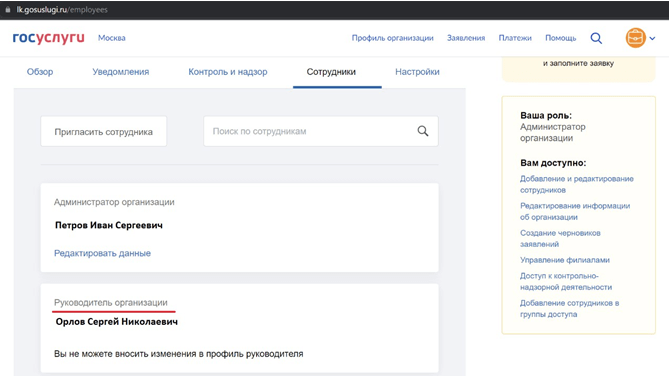 lk.gosuslugi.ru/employees
госуслуги Москва Профиль организации Заявления Платежи Помощь
и заполните заявку
Обзор Уведомления Контроль и надзор Сотрудники Настройки
Пригласить сотрудника Поиск по сотрудникам
Администратор организации
Петров Иван Сергеевич
Редактировать данные
Руководитель организации
Орлов Сергей Николаевич
Вы не можете вносить изменения в профиль руководителя
Ваша роль:
Администратор
организации
Вам доступно:
Добавление и редактирование
сотрудников
Редактирование информации
об организации
Создание черновиков
заявлений
Управление филиалами
Доступ к контрольно-
надзорной деятельности
Добавление сотрудников в
группы доступа